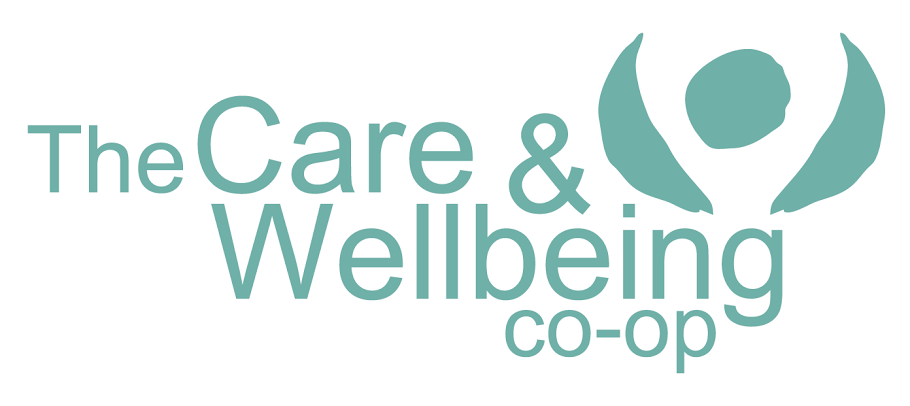 The Care &
Wellbeing
co-op